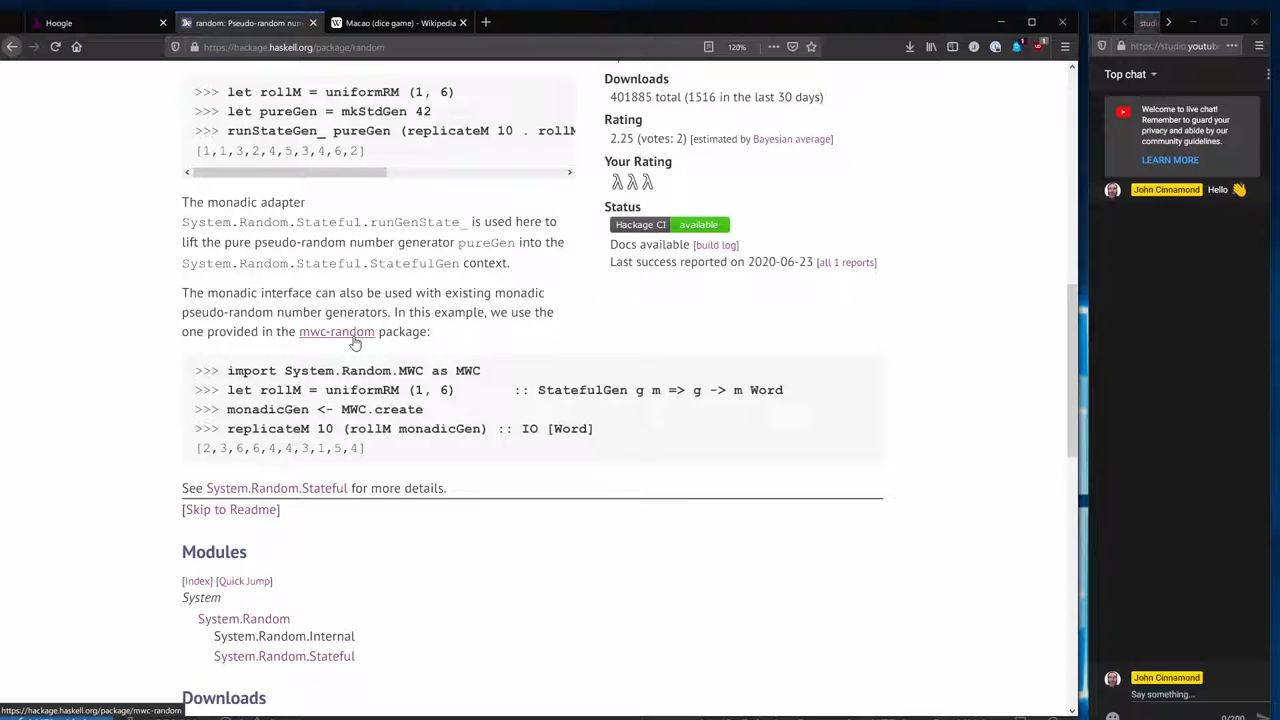 Hoogle
random: Pseudo-random num
Macao (dice game) - Wikipedia
studi
https://hackage.haskell.org/package/random
120%
https://studio.youtub
>>> let rollM = uniformRM (1, 6)
>>> let pureGen = mkStdGen 42
>>> runStateGen_ pureGen (replicateM 10 . rollM
[1,1,3,2,4,5,3,4,6,2]
The monadic adapter
System.Random.Stateful.runGenState_ is used here to
lift the pure pseudo-random number generator pureGen into the
System.Random.Stateful.StatefulGen context.
The monadic interface can also be used with existing monadic
pseudo-random number generators. In this example, we use the
one provided in the mwc-random package:
>>> import System.Random.MWC as MWC
>>> let rollM = uniformRM (1, 6) :: StatefulGen g m => g -> m Word
>>> monadicGen <- MWC.create
>>> replicateM 10 (rollM monadicGen) :: IO [Word]
[2,3,6,6,4,4,3,1,5,4]
See System.Random.Stateful for more details.
[Skip to Readme]
Modules
[Index] [Quick Jump]
System
System.Random
System.Random.Internal
System.Random.Stateful
Downloads
https://hackage.haskell.org/package/mwc-random
Downloads
401885 total (1516 in the last 30 days)
Rating
2.25 (votes: 2) [estimated by Bayesian average]
Your Rating
λ λ λ
Status
Hackage CI available
Docs available [build log]
Last success reported on 2020-06-23 [all 1 reports]
Top chat
Welcome to live chat!
Remember to guard your
privacy and abide by our
community guidelines.
LEARN MORE
John Cinnamond Hello 👋
John Cinnamond
Say something...
0/200